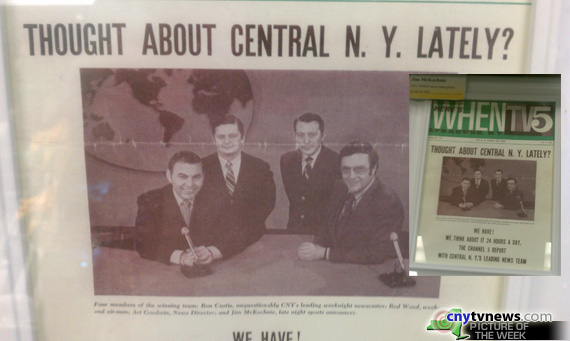 THOUGHT ABOUT CENTRAL N. Y. LATELY?
Four members of the winning team: Ron Curtis, unquestionably CNY's leading weeknight newscaster; Red Wood, week-
end airman; Art Goodwin, News Director, and Jim McKechnie, late night sports announcer.
WE HAVE!
Jim McKechnie
WHEN TV5
THOUGHT ABOUT CENTRAL N. Y. LATELY?
WE HAVE!
WE THINK ABOUT IT 24 HOURS A DAY.
THE CHANNEL 5 REPORT
WITH CENTRAL N. Y.'S LEADING NEWS TEAM
cnytvnews.com
PICTURE OF
THE WEEK